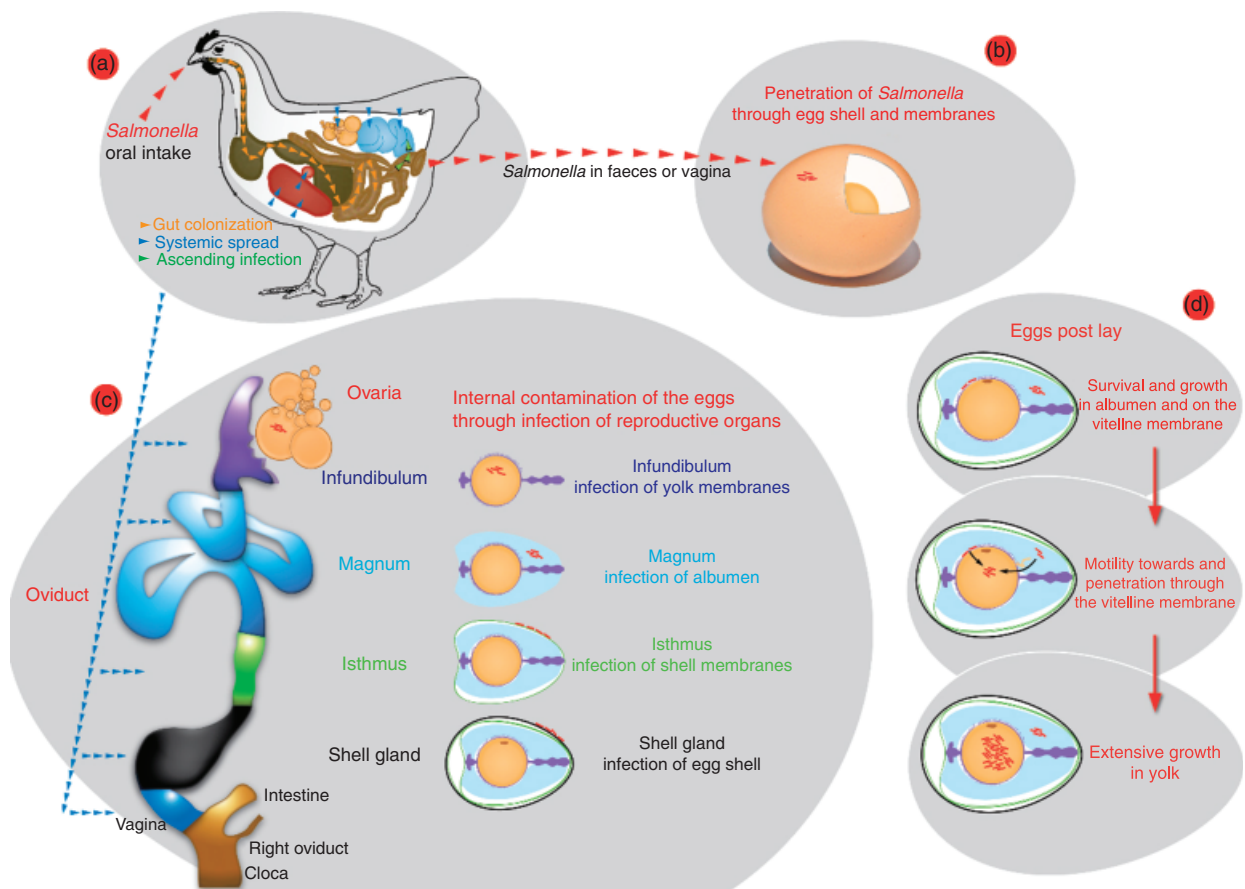 (a)
Salmonella
oral intake
Gut colonization
Systemic spread
Ascending infection
Salmonella in faeces or vagina
(b)
Penetration of Salmonella
through egg shell and membranes
(c)
Oviduct
Ovaria
Infundibulum
Magnum
Isthmus
Shell gland
Vagina
Intestine
Right oviduct
Cloca
Internal contamination of the eggs
through infection of reproductive organs
Infundibulum
infection of yolk membranes
Magnum
infection of albumen
Isthmus
infection of shell membranes
Shell gland
infection of egg shell
(d)
Eggs post lay
Survival and growth
in albumen and on the
vitellne membrane
Motility towards and
penetration through
the vitelline membrane
Extensive growth
in yolk